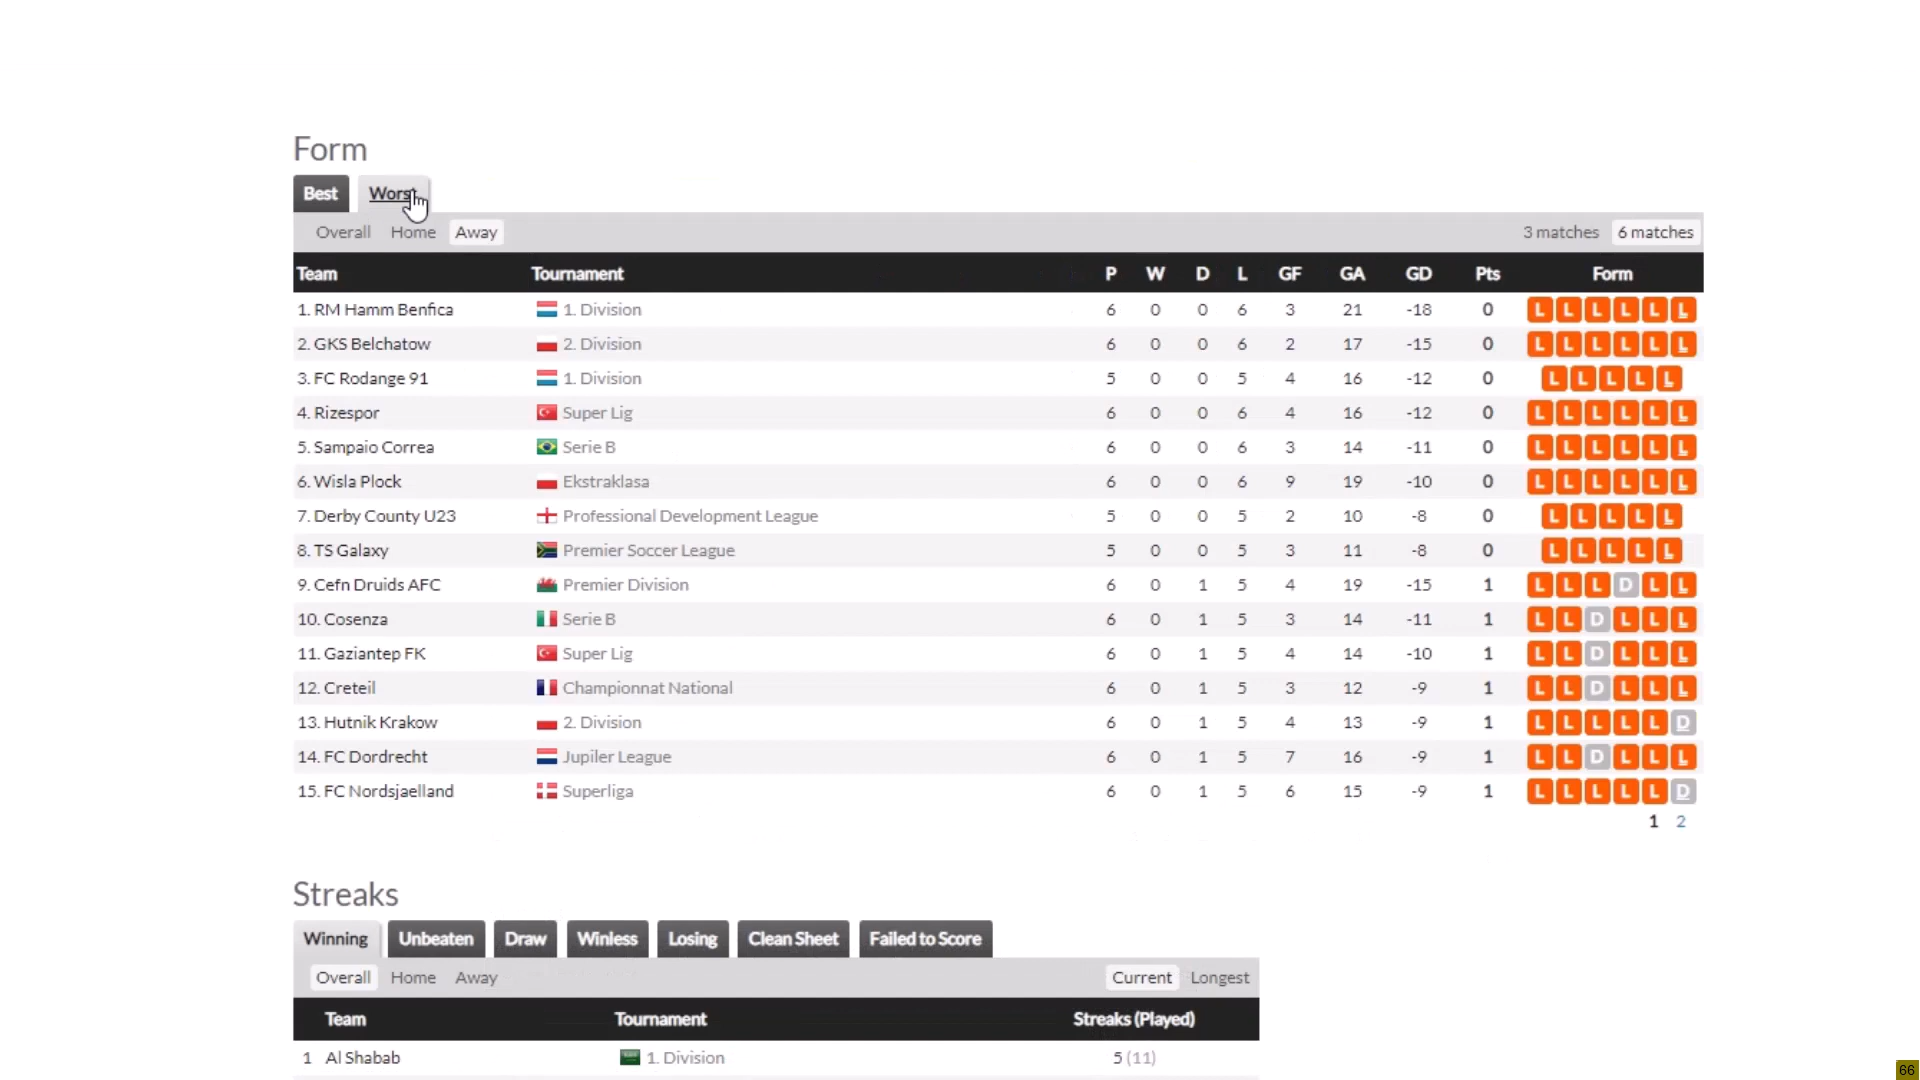 Form
Best Worst
Overall Home Away 3 matches 6 matches
Team Tournament P W D L GF GA GD Pts Form
1. RM Hamm Benfica 1. Division 6 0 0 6 3 21 -18 0 L L L L L L
2. GKS Belchatow 2. Division 6 0 0 6 2 17 -15 0 L L L L L L
3. FC Rodange 91 1. Division 5 0 0 5 4 16 -12 0 L L L L L
4. Rizespor Super Lig 6 0 0 6 4 16 -12 0 L L L L L L
5. Sampaio Correa Serie B 6 0 0 6 3 14 -11 0 L L L L L L
6. Wisla Plock Ekstraklasa 6 0 0 6 9 19 -10 0 L L L L L L
7. Derby County U23 Professional Development League 5 0 0 5 2 10 -8 0 L L L L L
8. TS Galaxy Premier Soccer League 5 0 0 5 3 11 -8 0 L L L L L
9. Cefn Druids AFC Premier Division 6 0 1 5 4 19 -15 1 L L L D L L
10. Cosenza Serie B 6 0 1 5 3 14 -11 1 L L D L L L
11. Gaziantep FK Super Lig 6 0 1 5 4 14 -10 1 L L D L L L
12. Creteil Championnat National 6 0 1 5 3 12 -9 1 L L D L L L
13. Hutnik Krakow 2. Division 6 0 1 5 4 13 -9 1 L L L L L D
14. FC Dordrecht Jupiler League 6 0 1 5 7 16 -9 1 L L D L L L
15. FC Nordsjaelland Superliga 6 0 1 5 6 15 -9 1 L L L L L D
1 2
Streaks
Winning Unbeaten Draw Winless Losing Clean Sheet Failed to Score
Overall Home Away Current Longest
Team Tournament Streaks (Played)
1 Al Shabab 1. Division 5 (11)
66